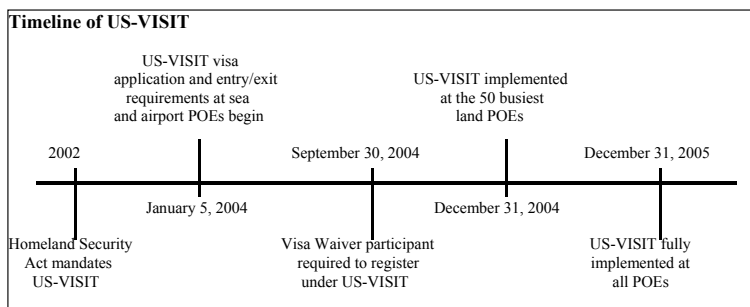 Timeline of US-VISIT
US-VISIT visa
application and entry/exit
requirements at sea
and airport POEs begin
US-VISIT implemented
at the 50 busiest
land POEs
2002
September 30, 2004
December 31, 2005
January 5, 2004
December 31, 2004
Homeland Security
Act mandates
US-VISIT
Visa Waiver participant
required to register
under US-VISIT
US-VISIT fully
implemented at
all POEs